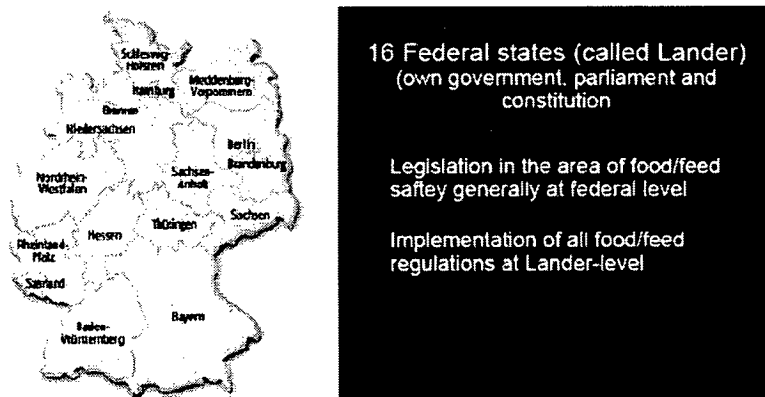 Schleswig-
Holstein
Hamburg
Mecklenburg-
Vorpommern
Bremen
Niedersachsen
Berlin
Brandenburg
Sachsen-
anhalt
Nordrhein-
Westfalen
Hessen
Thüringen
Sachsen
Rheinland-
Pfalz
Saarland
Baden-
Württemberg
Bayern
16 Federal states (called Lander)
(own government, parliament and
constitution
Legislation in the area of food/feed
saftey generally at federal level
Implementation of all food/feed
regulations at Lander-level